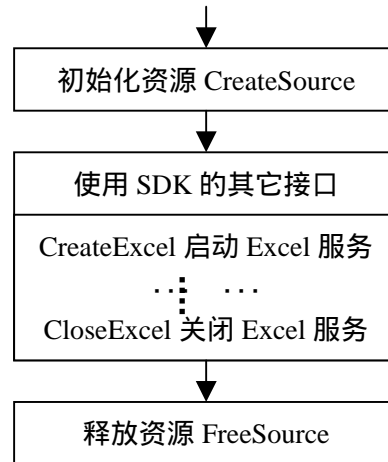 初始化资源 CreateSource
使用 SDK 的其它接口
CreateExcel 启动 Excel 服务
… …
CloseExcel 关闭 Excel 服务
释放资源 FreeSource